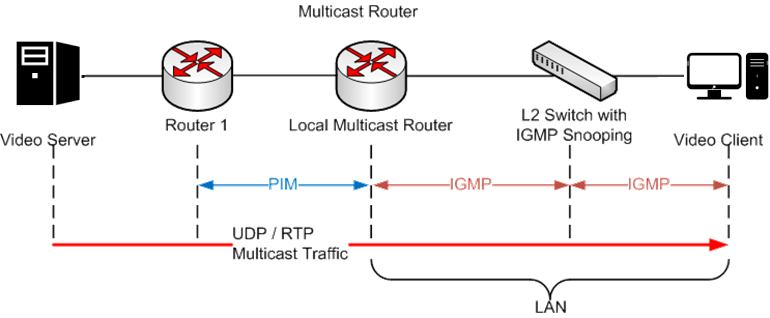 Multicast Router
Video Server
Router 1
Local Multicast Router
L2 Switch with
IGMP Snooping
Video Client
PIM
IGMP
IGMP
UDP / RTP
Multicast Traffic
LAN